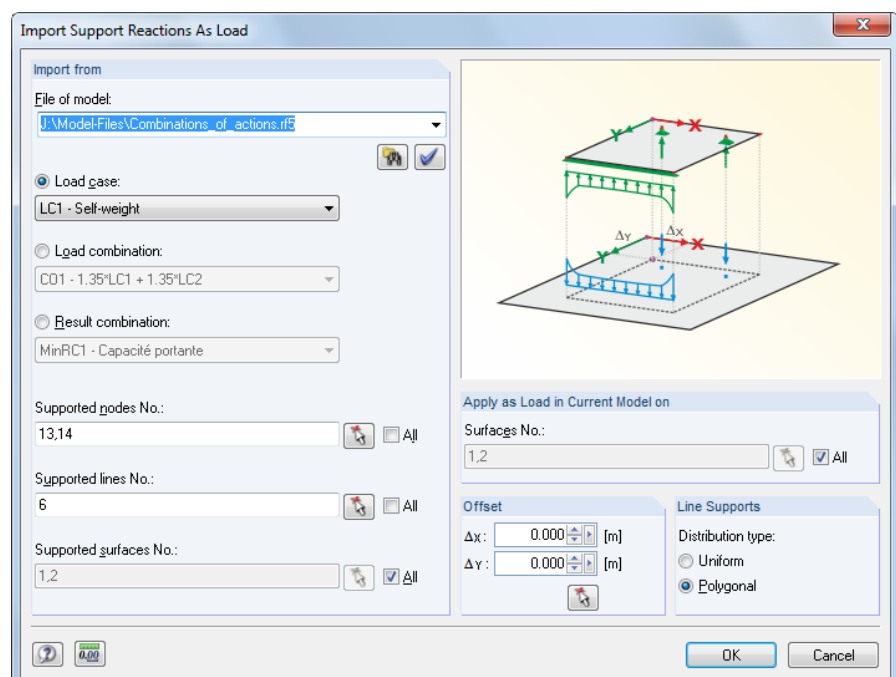 Import Support Reactions As Load
Import from
File of model:
J:\Model-Files\Combinations_of_actions.rf5
Load case:
LC1 - Self-weight
Load combination:
CO1 - 1.35*LC1 + 1.35*LC2
Result combination:
MinRC1 - Capacité portante
Supported nodes No.:
13,14
All
Supported lines No.:
6
All
Supported surfaces No.:
1,2
All
Y
X
ΔY
ΔX
Y
X
Apply as Load in Current Model on
Surfaces No.:
1,2
All
Offset
ΔX:
0.000
[m]
ΔY:
0.000
[m]
Line Supports
Distribution type:
Uniform
Polygonal
0.00
OK
Cancel